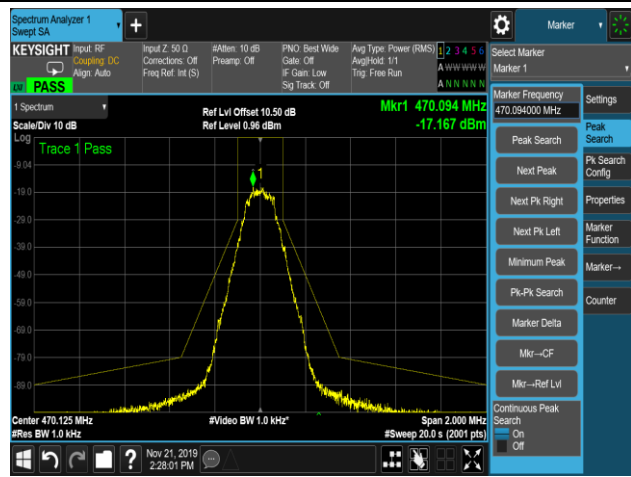 Spectrum Analyzer 1
Swept SA
Marker
KEYSIGHT
Input: RF
Coupling: DC
Align: Auto
Input Z: 50 Ω
Corrections: Off
Freq Ref: Int (S)
#Atten: 10 dB
Preamp: Off
PNO: Best Wide
Gate: Off
IF Gain: Low
Sig Track: Off
Avg Type: Power (RMS)
Avg|Hold: 1/1
Trig: Free Run
1 2 3 4 5 6
A W W W W W
A N N N N N
LXI
PASS
Select Marker
Marker 1
1 Spectrum
Scale/Div 10 dB
Log
Ref Lvl Offset 10.50 dB
Ref Level 0.96 dBm
Mkr1 470.094 MHz
-17.167 dBm
Trace 1 Pass
1
-9.04
-19.0
-29.0
-39.0
-49.0
-59.0
-69.0
-79.0
-89.0
Center 470.125 MHz
#Res BW 1.0 kHz
#Video BW 1.0 kHz*
Span 2.000 MHz
#Sweep 20.0 s (2001 pts)
Marker Frequency
470.094000 MHz
Peak Search
Next Peak
Next Pk Right
Next Pk Left
Minimum Peak
Pk-Pk Search
Marker Delta
Mkr→CF
Mkr→Ref Lvl
Continuous Peak
Search
On
Off
Settings
Peak
Search
Pk Search
Config
Properties
Marker
Function
Marker→
Counter
?
Nov 21, 2019
2:28:01 PM